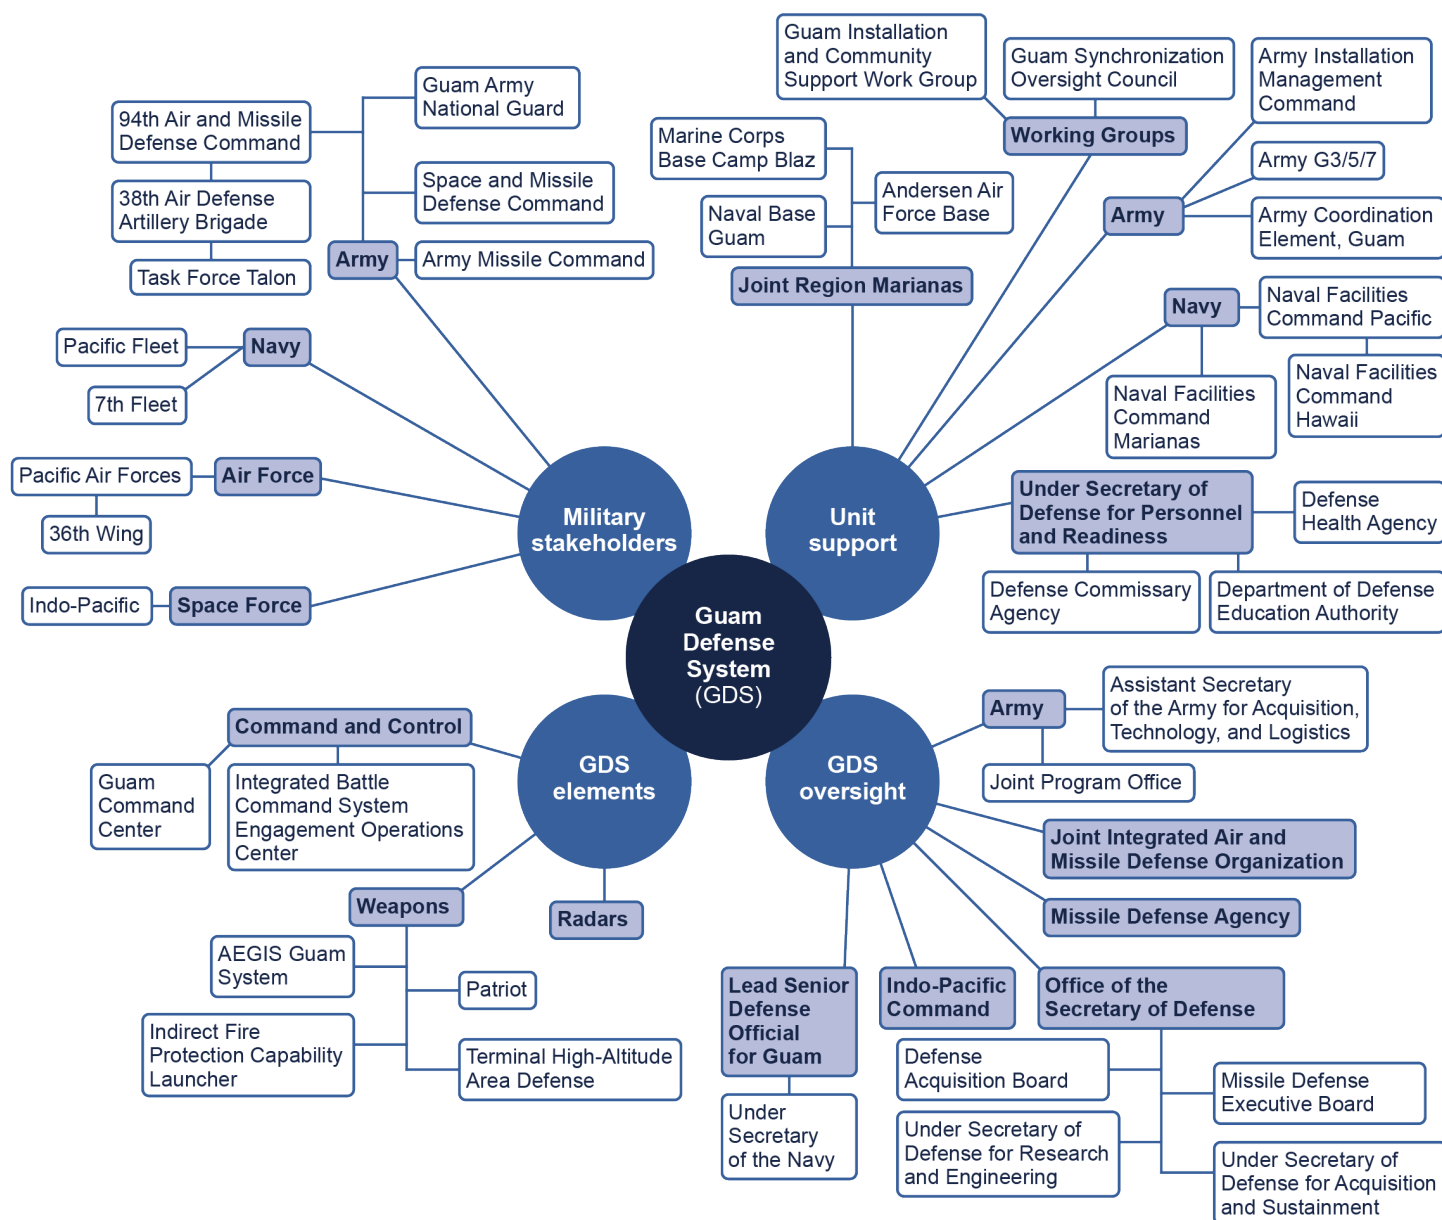 Guam Defense System (GDS)
Guam
Defense
System
(GDS)
Military
stakeholders
Army
94th Air and Missile
Defense Command
38th Air Defense
Artillery Brigade
Task Force Talon
Guam Army
National Guard
Space and Missile
Defense Command
Army Missile Command
Navy
Pacific Fleet
7th Fleet
Air Force
Pacific Air Forces
36th Wing
Space Force
Indo-Pacific
Unit
support
Joint Region Marianas
Marine Corps
Base Camp Blaz
Naval Base
Guam
Andersen Air
Force Base
Working Groups
Guam Installation
and Community
Support Work Group
Guam Synchronization
Oversight Council
Army
Army Installation
Management
Command
Army G3/5/7
Army Coordination
Element, Guam
Navy
Naval Facilities
Command Pacific
Naval Facilities
Command
Hawaii
Naval Facilities
Command
Marianas
Under Secretary of
Defense for Personnel
and Readiness
Defense
Health Agency
Defense Commissary
Agency
Department of Defense
Education Authority
GDS
elements
Command and Control
Guam
Command
Center
Integrated Battle
Command System
Engagement Operations
Center
Weapons
AEGIS Guam
System
Patriot
Indirect Fire
Protection Capability
Launcher
Terminal High-Altitude
Area Defense
Radars
GDS
oversight
Army
Assistant Secretary
of the Army for Acquisition,
Technology, and Logistics
Joint Program Office
Joint Integrated Air and
Missile Defense Organization
Missile Defense Agency
Office of the
Secretary of Defense
Defense
Acquisition Board
Missile Defense
Executive Board
Under Secretary of
Defense for Research
and Engineering
Under Secretary of
Defense for Acquisition
and Sustainment
Indo-Pacific
Command
Lead Senior
Defense
Official
for Guam
Under
Secretary
of the Navy